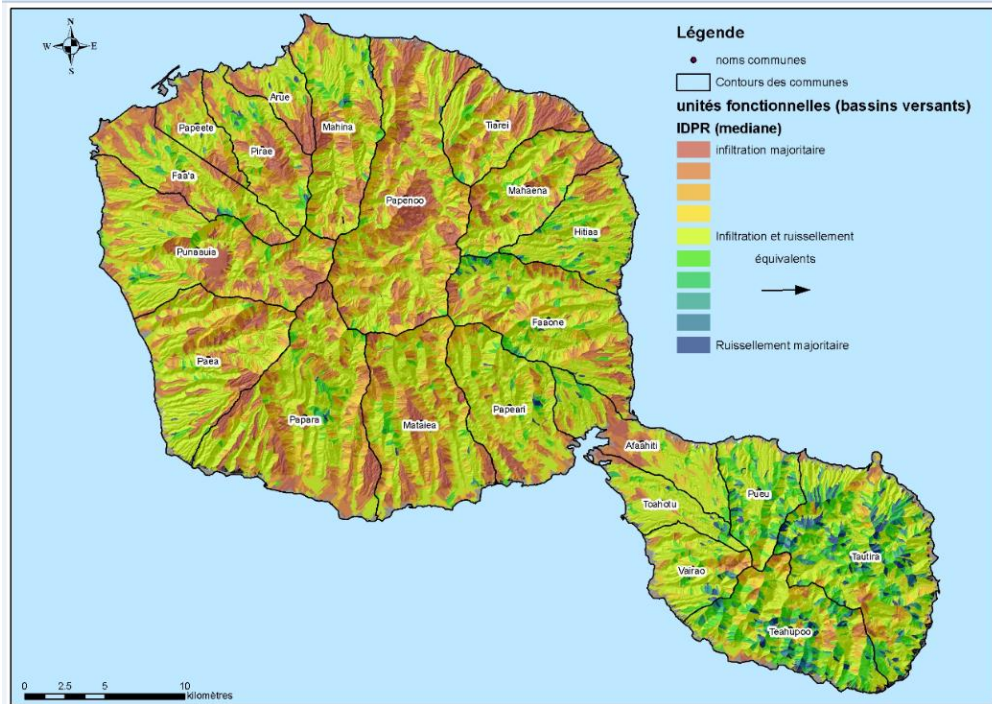 N
W E
S
Légende
noms communes
Contours des communes
unités fonctionnelles (bassins versants)
IDPR (mediane)
infiltration majoritaire
Infiltration et ruissellement
équivalents
Ruissellement majoritaire
Arue
Papeete
Mahina
Tiarei
Pirae
Faa'a
Papenoo
Mahaena
Hitiaa
Punaauia
Faaone
Paea
Papara
Mataiea
Papeari
Afaahiti
Toahotu
Pueu
Tautira
Vairao
Teahupoo
0 2.5 5 10
kilomètres